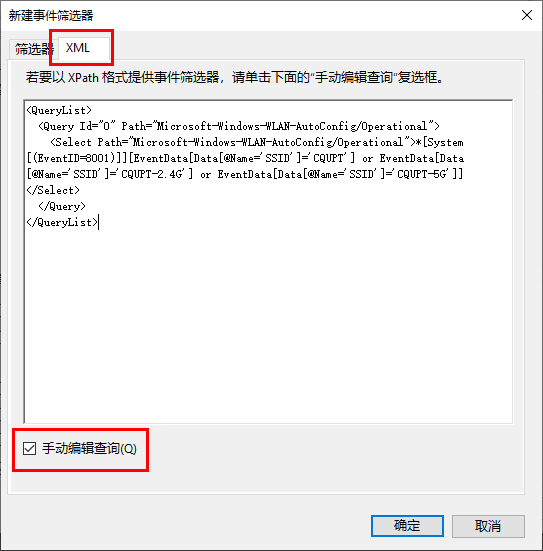 新建事件筛选器
筛选器 XML
若要以 XPath 格式提供事件筛选器，请单击下面的“手动编辑查询”复选框。
<QueryList>
  <Query Id="0" Path="Microsoft-Windows-WLAN-AutoConfig/Operational">
    <Select Path="Microsoft-Windows-WLAN-AutoConfig/Operational">*[System
[(EventID=8001)]][EventData[Data[@Name='SSID']='CQUPT'] or EventData[Data
[@Name='SSID']='CQUPT-2.4G'] or EventData[Data[@Name='SSID']='CQUPT-5G']]
</Select>
  </Query>
</QueryList>
手动编辑查询(Q)
确定 取消